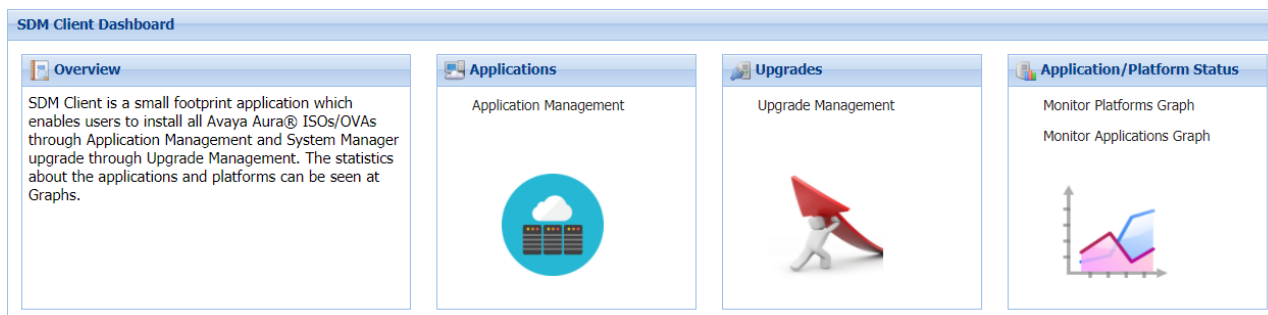 SDM Client Dashboard
Overview
SDM Client is a small footprint application which
enables users to install all Avaya Aura® ISOs/OVAs
through Application Management and System Manager
upgrade through Upgrade Management. The statistics
about the applications and platforms can be seen at
Graphs.
Applications
Application Management
Upgrades
Upgrade Management
Application/Platform Status
Monitor Platforms Graph
Monitor Applications Graph